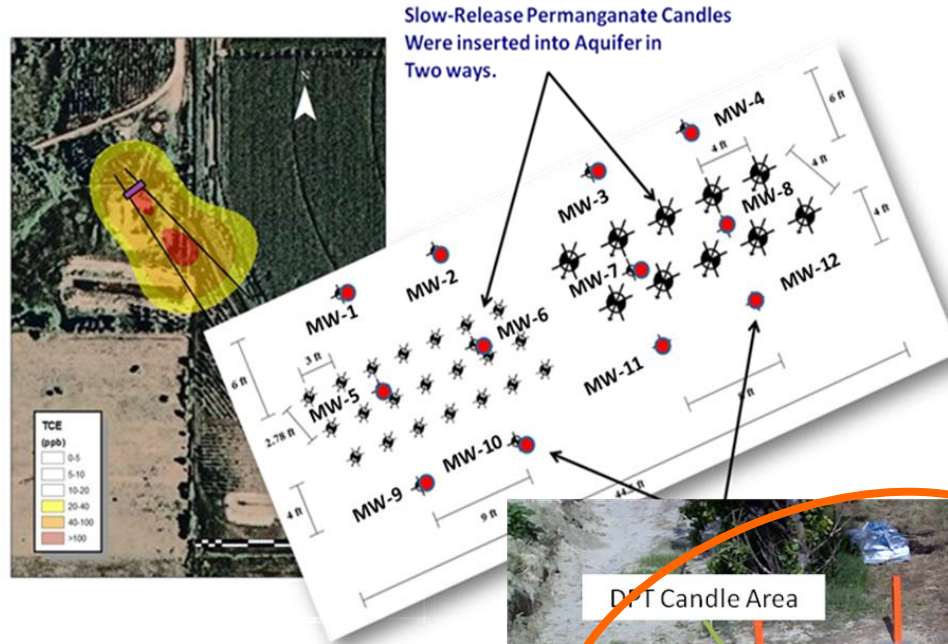 Slow-Release Permanganate Candles
Were inserted into Aquifer in
Two ways.
N
MW-4
6 ft
4 ft
4 ft
MW-3
MW-8
4 ft
MW-2
MW-7
MW-12
MW-1
MW-6
3 ft
MW-11
6 ft
MW-5
2.78 ft
MW-10
MW-9
9 ft
4 ft
TCE
(ppb)
0-5
5-10
10-20
20-40
40-100
>100
DPT Candle Area